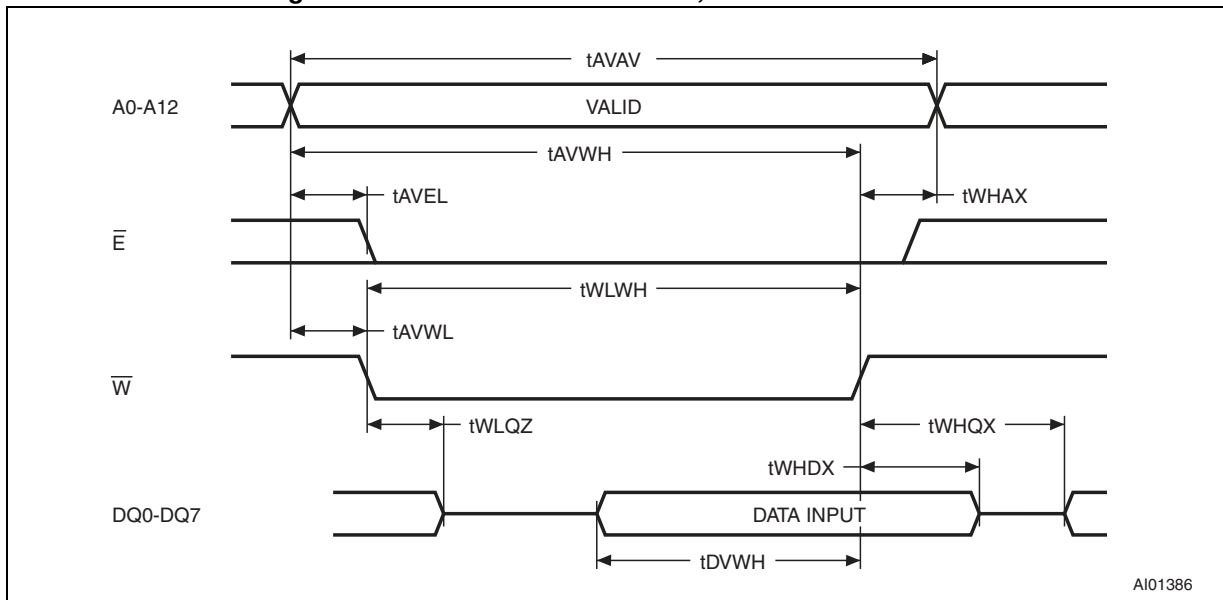 tAVAV
A0-A12
VALID
tAVWH
tAVEL
tWHAX
E̅
tWLWH
tAVWL
W̅
tWLQZ
tWHQX
tWHDX
DQ0-DQ7
DATA INPUT
tDVWH
AI01386